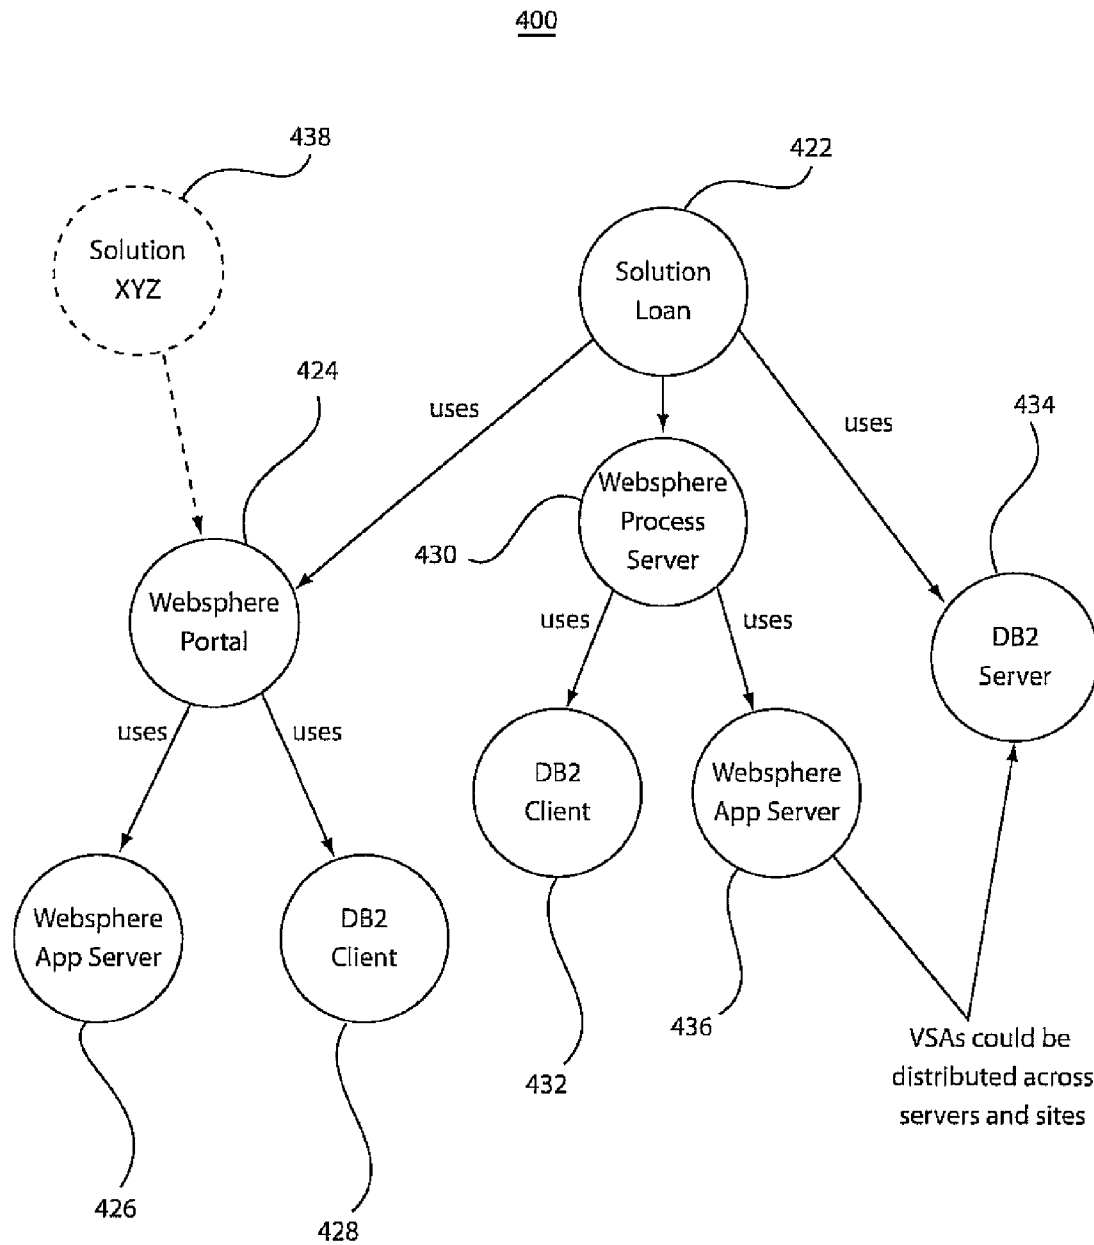 400
438
422
Solution
XYZ
Solution
Loan
424
434
uses
uses
Websphere
Process
Server
430
Websphere
Portal
uses
uses
DB2
Server
uses
uses
DB2
Client
Websphere
App Server
Websphere
App Server
DB2
Client
436
432
VSAs could be
distributed across
servers and sites
426
428